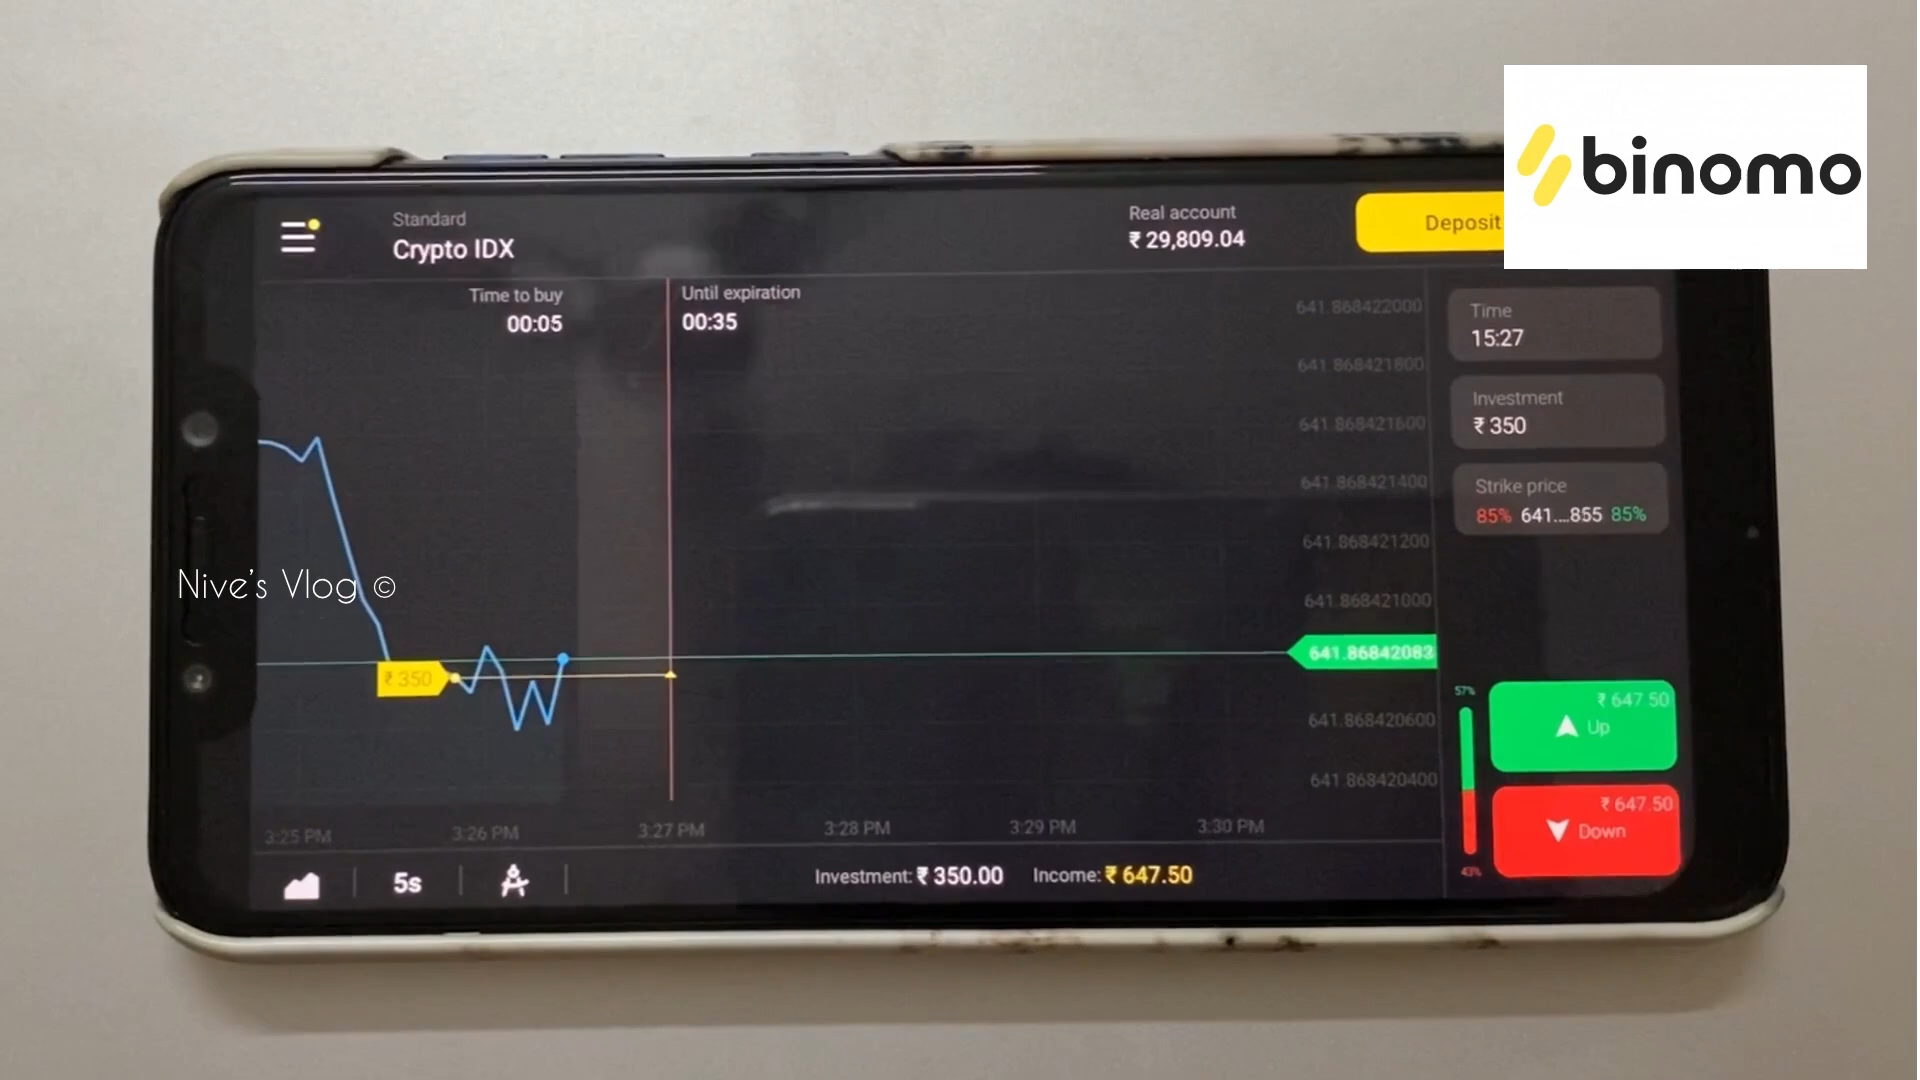 binomo
Standard
Crypto IDX
Real account
₹ 29,809.04
Deposit
Time to buy
00:05
Until expiration
00:35
641.868422000
641.868421800
641.868421600
641.868421400
641.868421200
641.868421000
641.86842082
641.868420600
641.868420400
Time
15:27
Investment
₹ 350
Strike price
85% 641....855 85%
Nive's Vlog ©
₹ 350
57%
₹ 647.50
Up
₹ 647.50
Down
43%
3:25 PM 3:26 PM 3:27 PM 3:28 PM 3:29 PM 3:30 PM
5s
Investment: ₹ 350.00 Income: ₹ 647.50